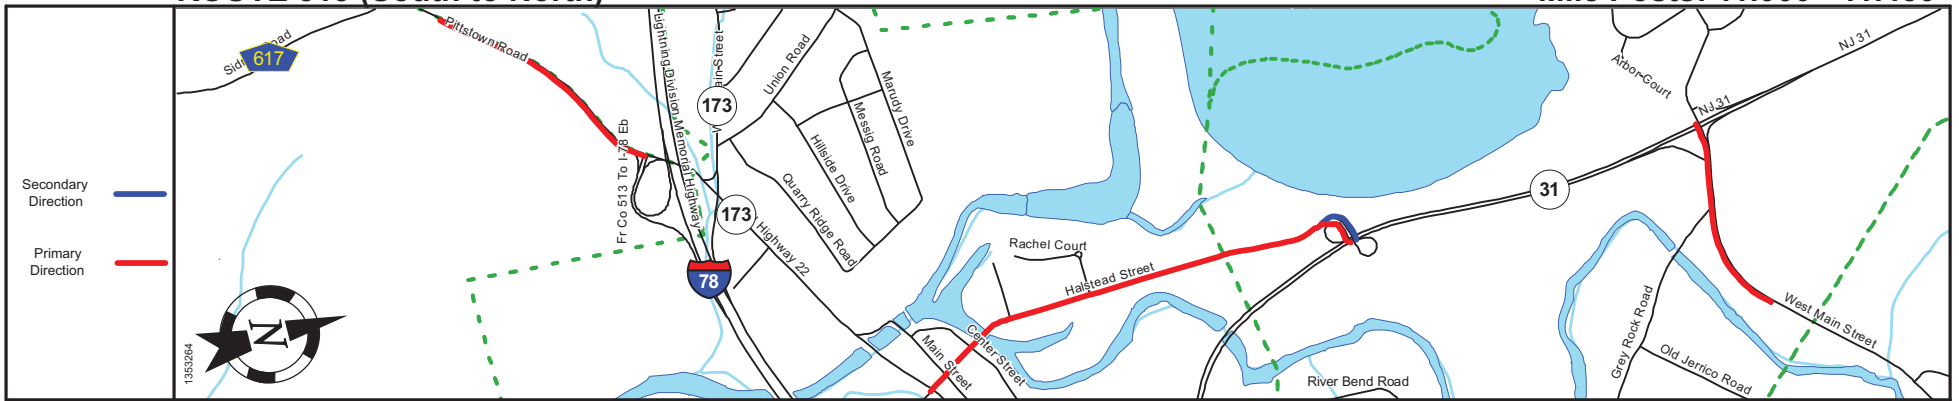 Secondary
Direction
Primary
Direction
1353264
N
617
Pittstown Road
Fr Co 513 To I-78 Eb
Lightning Division Memorial Highway
173
Union Road
Marudy Drive
Messig Road
Hillside Drive
Quarry Ridge Road
173
Highway 22
78
Main Street
Center Street
Rachel Court
Halstead Street
31
River Bend Road
Arbor Court
NJ 31
NJ 31
Grey Rock Road
West Main Street
Old Jerrico Road